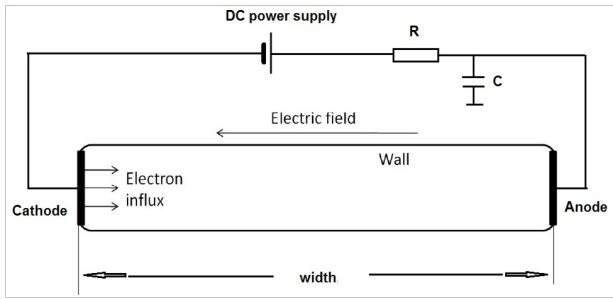 DC power supply
R
C
Electric field
Wall
Electron
influx
Cathode
Anode
width